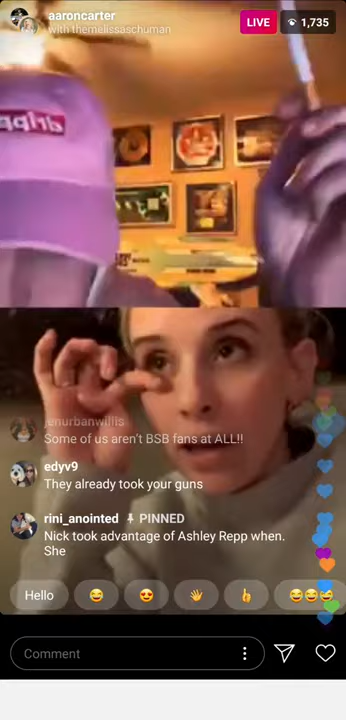 aaroncarter
with themelissaschuman
LIVE
1,735
jenurbanwillis
Some of us aren't BSB fans at ALL!!
edyv9
They already took your guns
rini_anointed PINNED
Nick took advantage of Ashley Repp when.
She
Hello
Comment